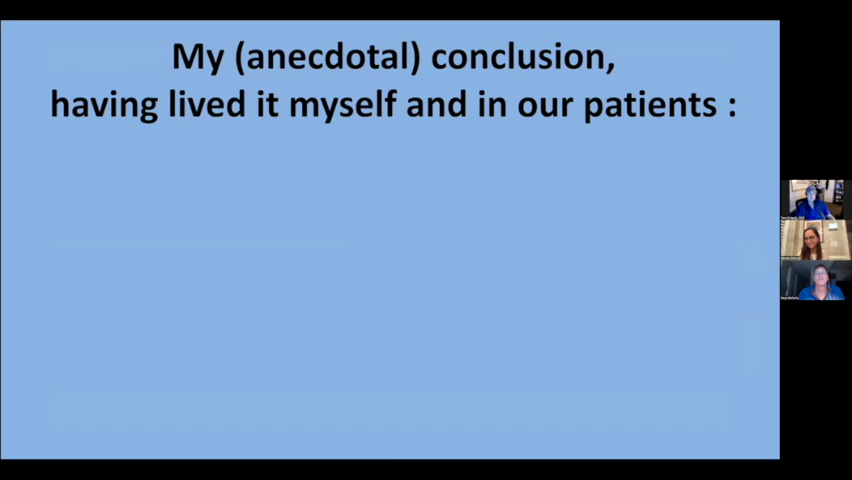 My (anecdotal) conclusion,
having lived it myself and in our patients :